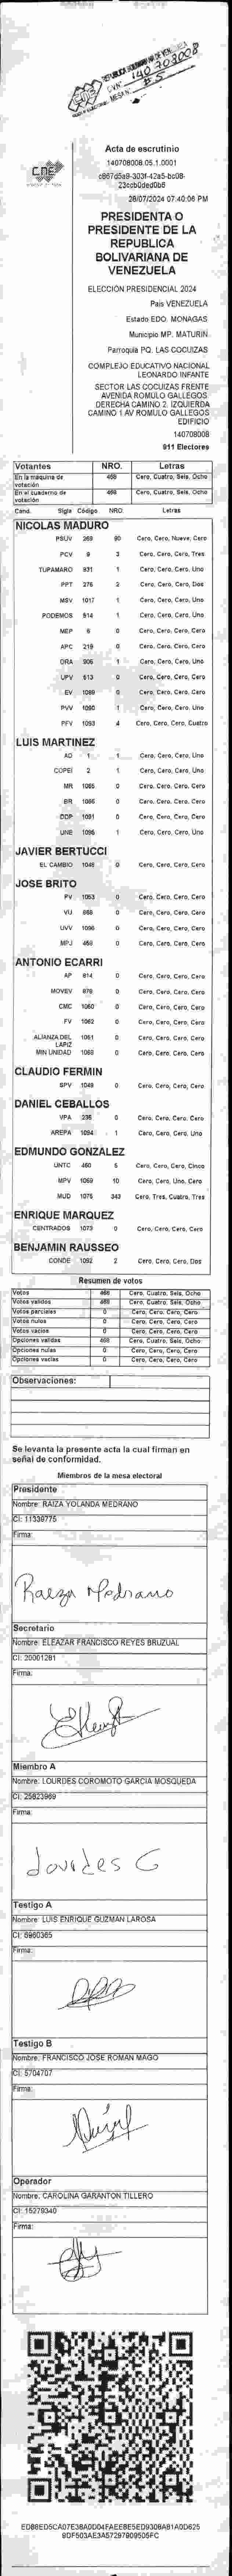 REPUBLICA BOLIVARIANA DE VENEZUELA
CVN: 140708008
MESA N° 5
CNE
Acta de escrutinio
140708008.05.1.0001
23ceb0ded0b6
28/07/2024 07:40:06 PM
PRESIDENTA O
PRESIDENTE DE LA
REPUBLICA
BOLIVARIANA DE
VENEZUELA
ELECCIÓN PRESIDENCIAL 2024
País VENEZUELA
Estado EDO. MONAGAS
Municipio MP. MATURIN
Parroquia PQ. LAS COCUIZAS
COMPLEJO EDUCATIVO NACIONAL
LEONARDO INFANTE
SECTOR LAS COCUIZAS FRENTE
AVENIDA ROMULO GALLEGOS.
DERECHA CAMINO 2. IZQUIERDA
CAMINO 1 AV ROMULO GALLEGOS
EDIFICIO
140708008
911 Electores
Votantes NRO. Letras
En la maquina de votación 468 Cero, Cuatro, Seis, Ocho
En el cuaderno de votación 468 Cero, Cuatro, Seis, Ocho
Cand. Sigla Código NRO. Letras
NICOLAS MADURO
PSUV 269 90 Cero, Cero, Nueve, Cero
PCV 9 3 Cero, Cero, Cero, Tres
TUPAMARO 931 1 Cero, Cero, Cero, Uno
PPT 276 2 Cero, Cero, Cero, Dos
MSV 1017 1 Cero, Cero, Cero, Uno
PODEMOS 914 1 Cero, Cero, Cero, Uno
MEP 6 0 Cero, Cero, Cero, Cero
APC 219 0 Cero, Cero, Cero, Cero
ORA 906 1 Cero, Cero, Cero, Uno
UPV 613 0 Cero, Cero, Cero, Cero
EV 1089 0 Cero, Cero, Cero, Cero
PVV 1090 1 Cero, Cero, Cero, Uno
PFV 1093 4 Cero, Cero, Cero, Cuatro
LUIS MARTINEZ
AD 1 1 Cero, Cero, Cero, Uno
COPEI 2 1 Cero, Cero, Cero, Uno
MR 1065 0 Cero, Cero, Cero, Cero
BR 1066 0 Cero, Cero, Cero, Cero
DDP 1091 0 Cero, Cero, Cero, Cero
UNE 1095 1 Cero, Cero, Cero, Uno
JAVIER BERTUCCI
EL CAMBIO 1048 0 Cero, Cero, Cero, Cero
JOSE BRITO
PV 1053 0 Cero, Cero, Cero, Cero
VU 868 0 Cero, Cero, Cero, Cero
UVV 1096 0 Cero, Cero, Cero, Cero
MPJ 458 0 Cero, Cero, Cero, Cero
ANTONIO ECARRI
AP 814 0 Cero, Cero, Cero, Cero
MOVEV 978 0 Cero, Cero, Cero, Cero
CMC 1060 0 Cero, Cero, Cero, Cero
FV 1062 0 Cero, Cero, Cero, Cero
ALIANZA DEL LAPIZ 1061 0 Cero, Cero, Cero, Cero
MIN UNIDAD 1068 0 Cero, Cero, Cero, Cero
CLAUDIO FERMIN
SPV 1049 0 Cero, Cero, Cero, Cero
DANIEL CEBALLOS
VPA 236 0 Cero, Cero, Cero, Cero
AREPA 1094 1 Cero, Cero, Cero, Uno
EDMUNDO GONZALEZ
UNTC 460 5 Cero, Cero, Cero, Cinco
MPV 1069 10 Cero, Cero, Uno, Cero
MUD 1075 343 Cero, Tres, Cuatro, Tres
ENRIQUE MARQUEZ
CENTRADOS 1073 0 Cero, Cero, Cero, Cero
BENJAMIN RAUSSEO
CONDE 1092 2 Cero, Cero, Cero, Dos
Resumen de votos
Votos 468 Cero, Cuatro, Seis, Ocho
Votos validos 468 Cero, Cuatro, Seis, Ocho
Votos parciales 0 Cero, Cero, Cero, Cero
Votos nulos 0 Cero, Cero, Cero, Cero
Votos vacios 0 Cero, Cero, Cero, Cero
Opciones validas 468 Cero, Cuatro, Seis, Ocho
Opciones nulas 0 Cero, Cero, Cero, Cero
Opciones vacias 0 Cero, Cero, Cero, Cero
Observaciones:
Se levanta la presente acta la cual firman en
señal de conformidad.
Miembros de la mesa electoral
Presidente
Nombre: RAIZA YOLANDA MEDRANO
CI: 11339775
Firma:
Raeza Medrano
Secretario
Nombre: ELEAZAR FRANCISCO REYES BRUZUAL
CI: 20001281
Firma:
Miembro A
Nombre: LOURDES COROMOTO GARCIA MOSQUEDA
CI: 25823969
Firma:
Lourdes G
Testigo A
Nombre: LUIS ENRIQUE GUZMAN LAROSA
CI: 8960365
Firma:
Testigo B
Nombre: FRANCISCO JOSE ROMAN MAGO
CI: 5704707
Firma:
Operador
Nombre: CAROLINA GARANTON TILLERO
CI: 15279340
Firma:
ED88ED5CA07E38A0D04FAEEBE5ED9308AB1A0D625
9DF503AE3A57297909505FC